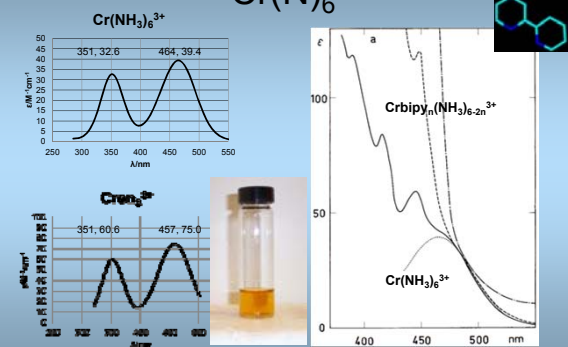 Cr(N)6
Cr(NH3)6^3+
351, 32.6
464, 39.4
ε/M⁻¹cm⁻¹
50
45
40
35
30
25
20
15
10
5
0
250 300 350 400 450 500 550
λ/nm
351, 60.6
457, 75.0
ε
a
100
50
0
Crbipyn(NH3)6-2n^3+
Cr(NH3)6^3+
400 450 500 nm